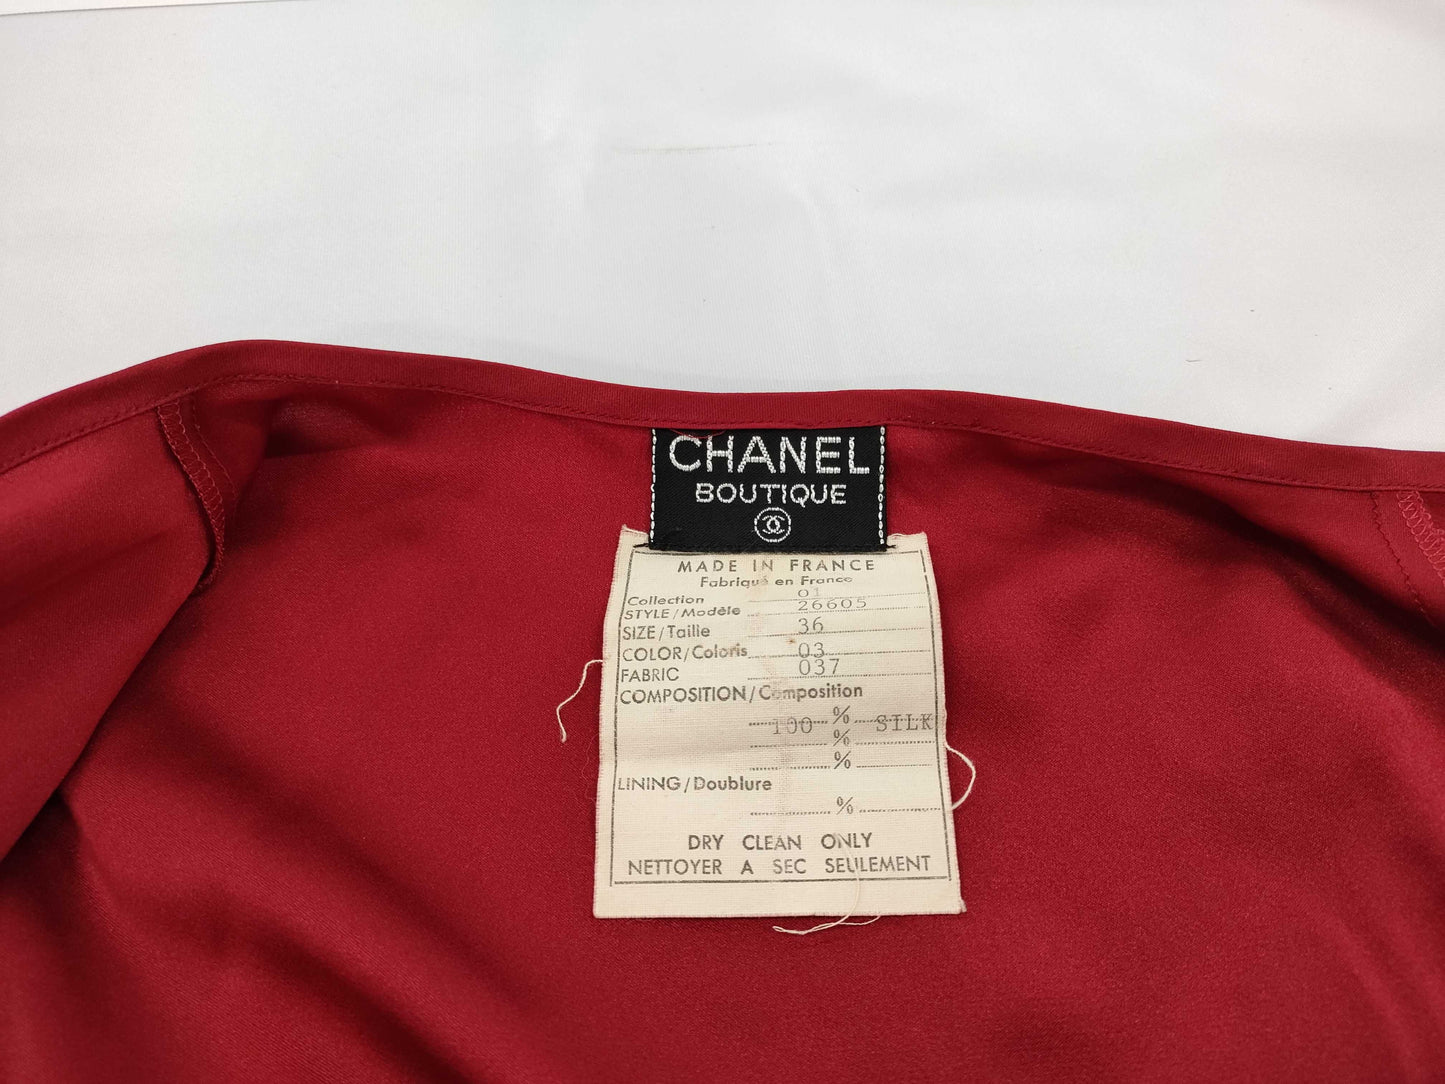 CHANEL
BOUTIQUE
MADE IN FRANCE
Fabriqué en France
Collection 01
STYLE/Modèle 26605
SIZE/Taille 36
COLOR/Coloris 03
FABRIC 037
COMPOSITION/Composition
100 % SILK
%
%
LINING/Doublure
%
DRY CLEAN ONLY
NETTOYER A SEC SEULEMENT